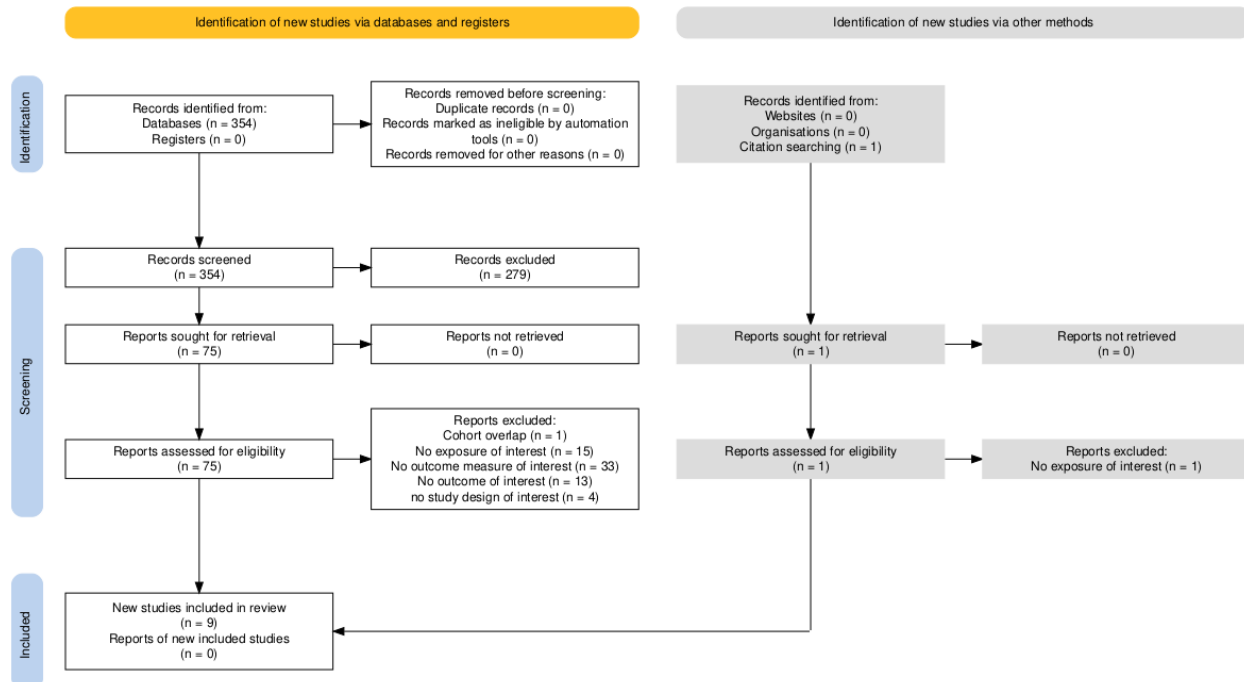 Identification of new studies via databases and registers
Identification of new studies via other methods
Identification
Records identified from:
Databases (n = 354)
Registers (n = 0)
Records removed before screening:
Duplicate records (n = 0)
Records marked as ineligible by automation
tools (n = 0)
Records removed for other reasons (n = 0)
Records identified from:
Websites (n = 0)
Organisations (n = 0)
Citation searching (n = 1)
Screening
Records screened
(n = 354)
Records excluded
(n = 279)
Reports sought for retrieval
(n = 75)
Reports not retrieved
(n = 0)
Reports sought for retrieval
(n = 1)
Reports not retrieved
(n = 0)
Reports assessed for eligibility
(n = 75)
Reports excluded:
Cohort overlap (n = 1)
No exposure of interest (n = 15)
No outcome measure of interest (n = 33)
No outcome of interest (n = 13)
no study design of interest (n = 4)
Reports assessed for eligibility
(n = 1)
Reports excluded:
No exposure of interest (n = 1)
Included
New studies included in review
(n = 9)
Reports of new included studies
(n = 0)